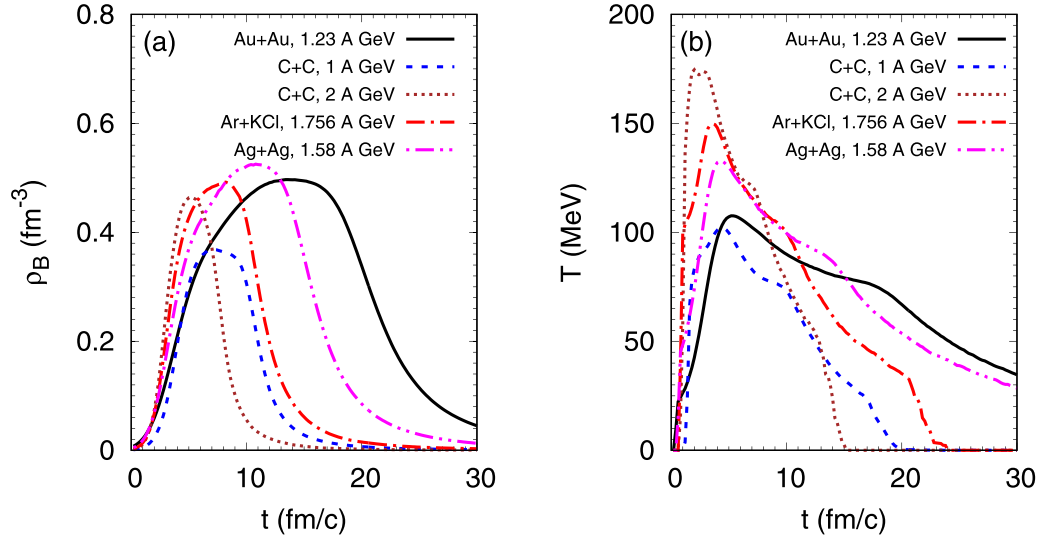 (a)
Au+Au, 1.23 A GeV
C+C, 1 A GeV
C+C, 2 A GeV
Ar+KCl, 1.756 A GeV
Ag+Ag, 1.58 A GeV
0.8
0.6
0.4
0.2
0
ρB (fm⁻³)
0
10
20
30
t (fm/c)
(b)
Au+Au, 1.23 A GeV
C+C, 1 A GeV
C+C, 2 A GeV
Ar+KCl, 1.756 A GeV
Ag+Ag, 1.58 A GeV
200
150
100
50
0
T (MeV)
0
10
20
30
t (fm/c)